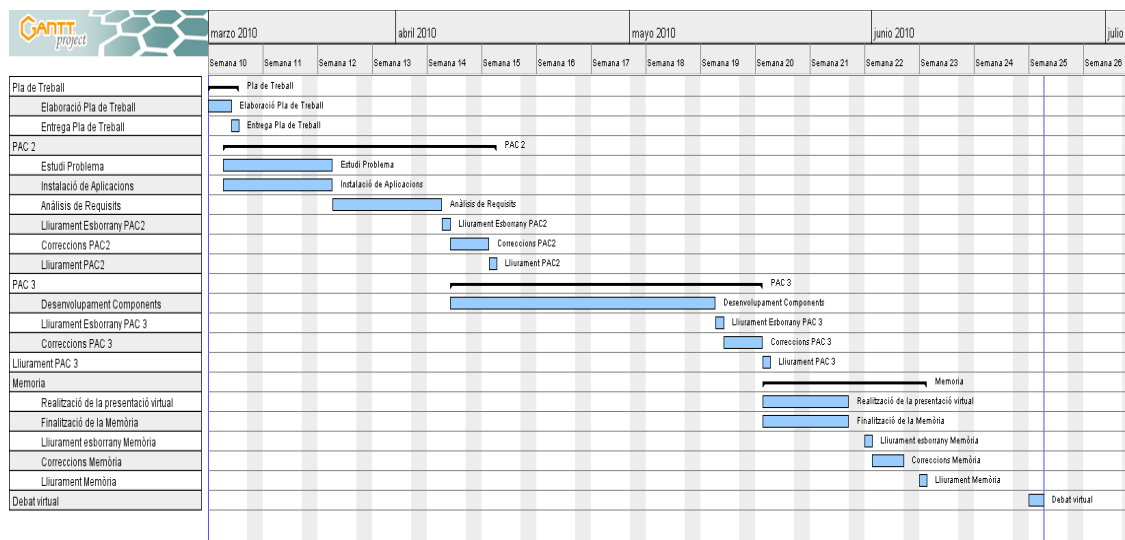 GANTT
project
marzo 2010 abril 2010 mayo 2010 junio 2010 julio
Semana 10 Semana 11 Semana 12 Semana 13 Semana 14 Semana 15 Semana 16 Semana 17 Semana 18 Semana 19 Semana 20 Semana 21 Semana 22 Semana 23 Semana 24 Semana 25 Semana 26
Pla de Treball Pla de Treball
Elaboració Pla de Treball Elaboració Pla de Treball
Entrega Pla de Treball Entrega Pla de Treball
PAC 2 PAC 2
Estudi Problema Estudi Problema
Instalació de Aplicacions Instalació de Aplicacions
Anàlisis de Requisits Anàlisis de Requisits
Lliurament Esborrany PAC2 Lliurament Esborrany PAC2
Correccions PAC2 Correccions PAC2
Lliurament PAC2 Lliurament PAC2
PAC 3 PAC 3
Desenvolupament Components Desenvolupament Components
Lliurament Esborrany PAC 3 Lliurament Esborrany PAC 3
Correccions PAC 3 Correccions PAC 3
Lliurament PAC 3 Lliurament PAC 3
Memoria Memoria
Realització de la presentació virtual Realització de la presentació virtual
Finalització de la Memòria Finalització de la Memòria
Lliurament esborrany Memòria Lliurament esborrany Memòria
Correccions Memòria Correccions Memòria
Lliurament Memòria Lliurament Memòria
Debat virtual Debat virtual